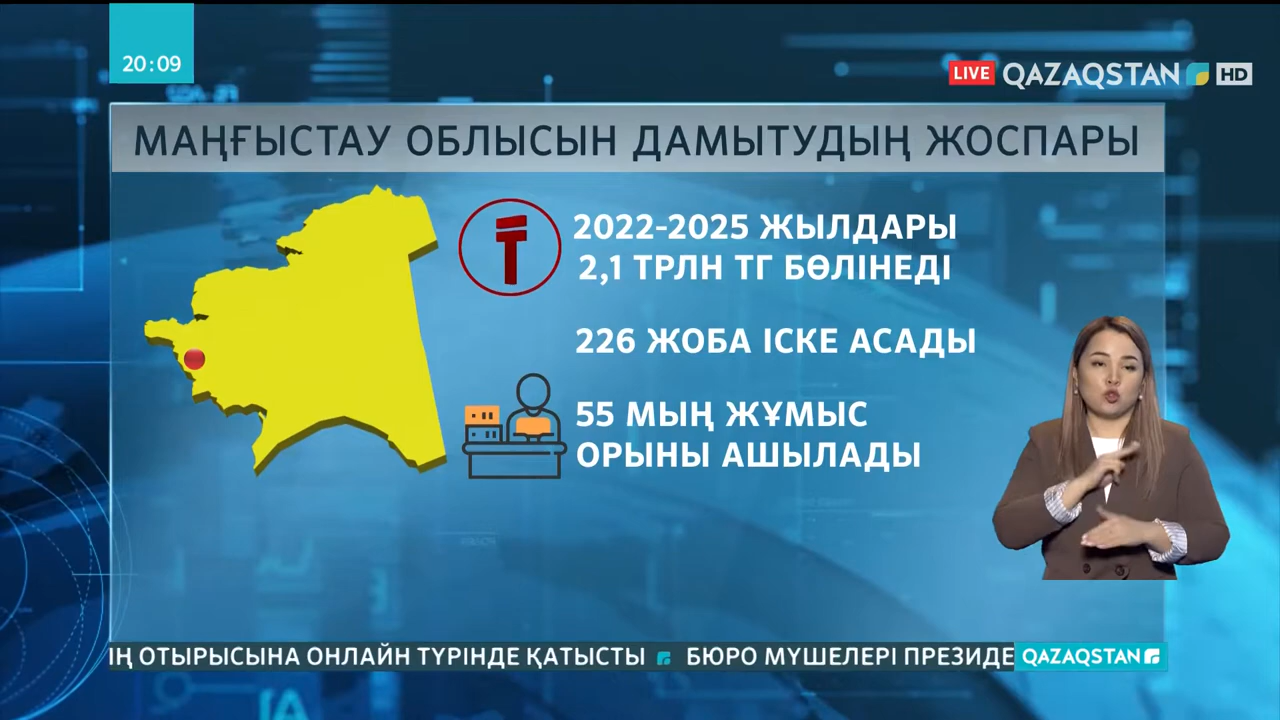 20:09
LIVE QAZAQSTAN HD
МАҢҒЫСТАУ ОБЛЫСЫН ДАМЫТУДЫҢ ЖОСПАРЫ
2022-2025 ЖЫЛДАРЫ
2,1 ТРЛН ТГ БӨЛІНЕДІ
226 ЖОБА ІСКЕ АСАДЫ
55 МЫҢ ЖҰМЫС
ОРЫНЫ АШЫЛАДЫ
ІҢ ОТЫРЫСЫНА ОНЛАЙН ТҮРІНДЕ ҚАТЫСТЫ БЮРО МҮШЕЛЕРІ ПРЕЗИДЕ QAZAQSTAN